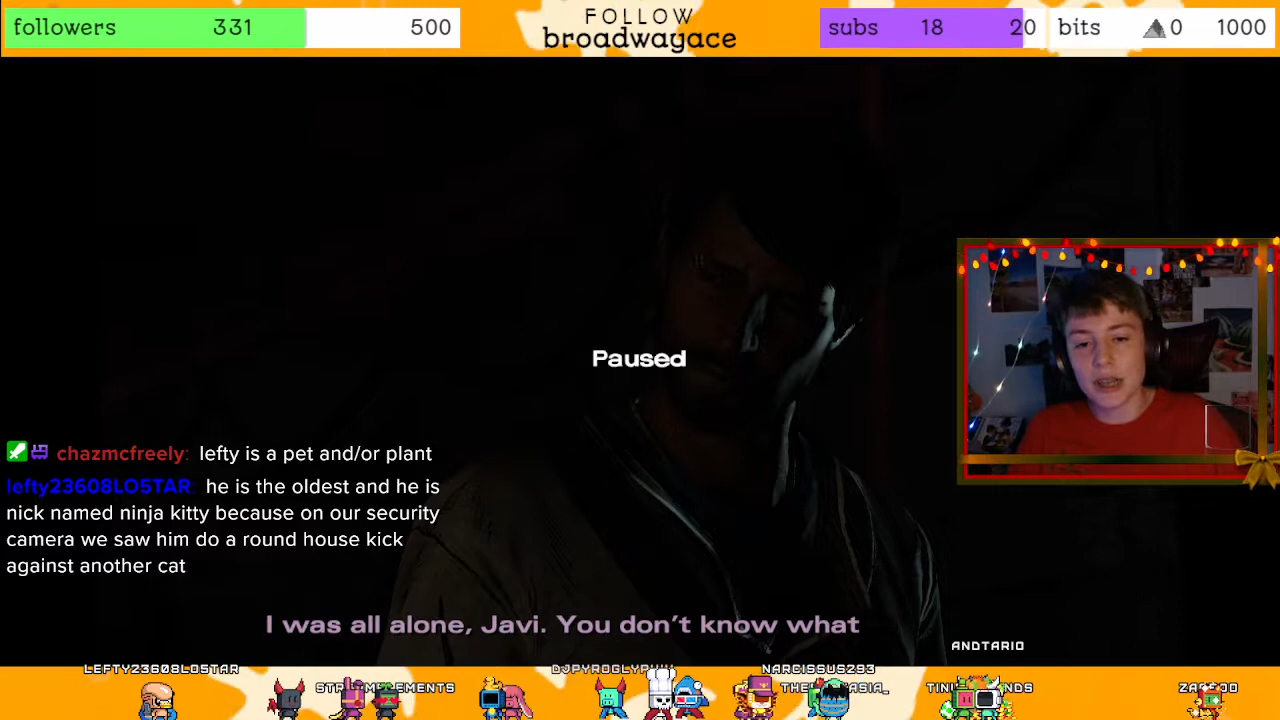 followers 331 500
FOLLOW
broadwayace
subs 18 20
bits 0 1000
Paused
chazmcfreely: lefty is a pet and/or plant
lefty23608LO5TAR: he is the oldest and he is
nick named ninja kitty because on our security
camera we saw him do a round house kick
against another cat
I was all alone, Javi. You don't know what
ANDTARIO
LEFTY23608LO5TAR
NARCISSUS293